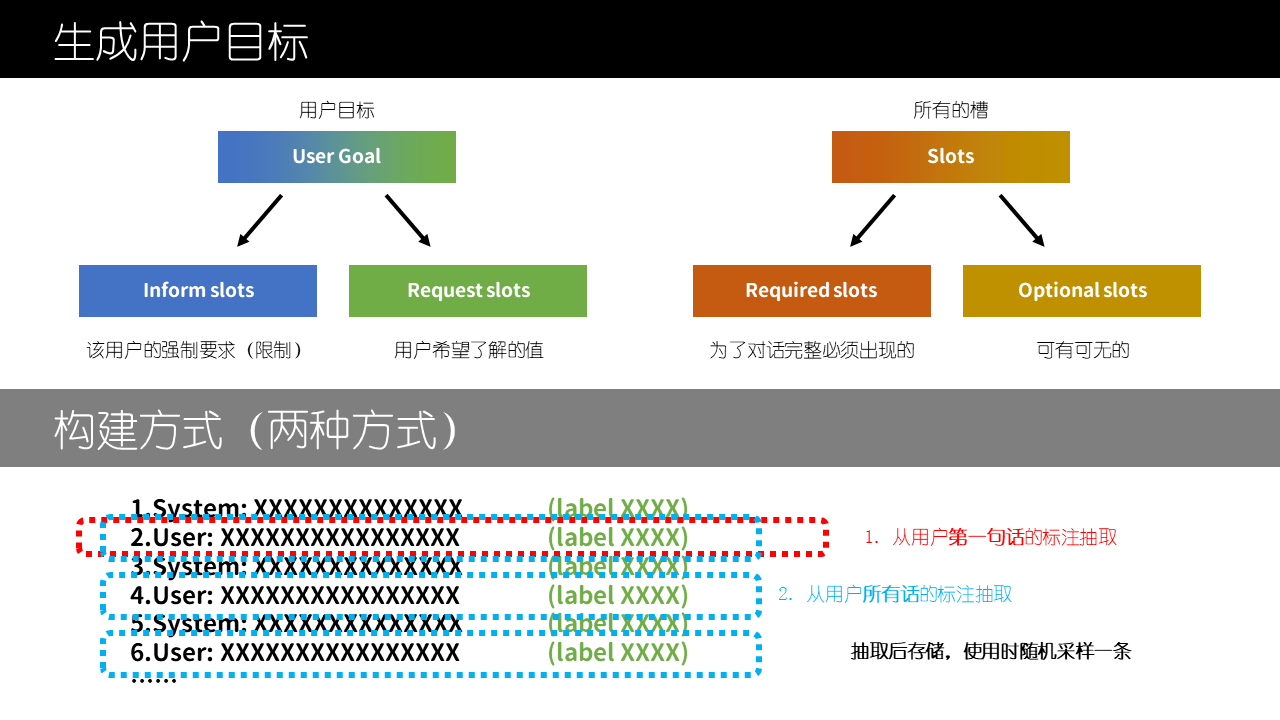 生成用户目标
用户目标
User Goal
Inform slots
Request slots
该用户的强制要求（限制）
用户希望了解的值
所有的槽
Slots
Required slots
Optional slots
为了对话完整必须出现的
可有可无的
构建方式（两种方式）
1.System: XXXXXXXXXXXXXX (label XXXX)
2.User: XXXXXXXXXXXXXXXX (label XXXX)
3.System: XXXXXXXXXXXXXX (label XXXX)
4.User: XXXXXXXXXXXXXXXX (label XXXX)
5.System: XXXXXXXXXXXXXX (label XXXX)
6.User: XXXXXXXXXXXXXXXX (label XXXX)
……
1. 从用户第一句话的标注抽取
2. 从用户所有话的标注抽取
抽取后存储，使用时随机采样一条